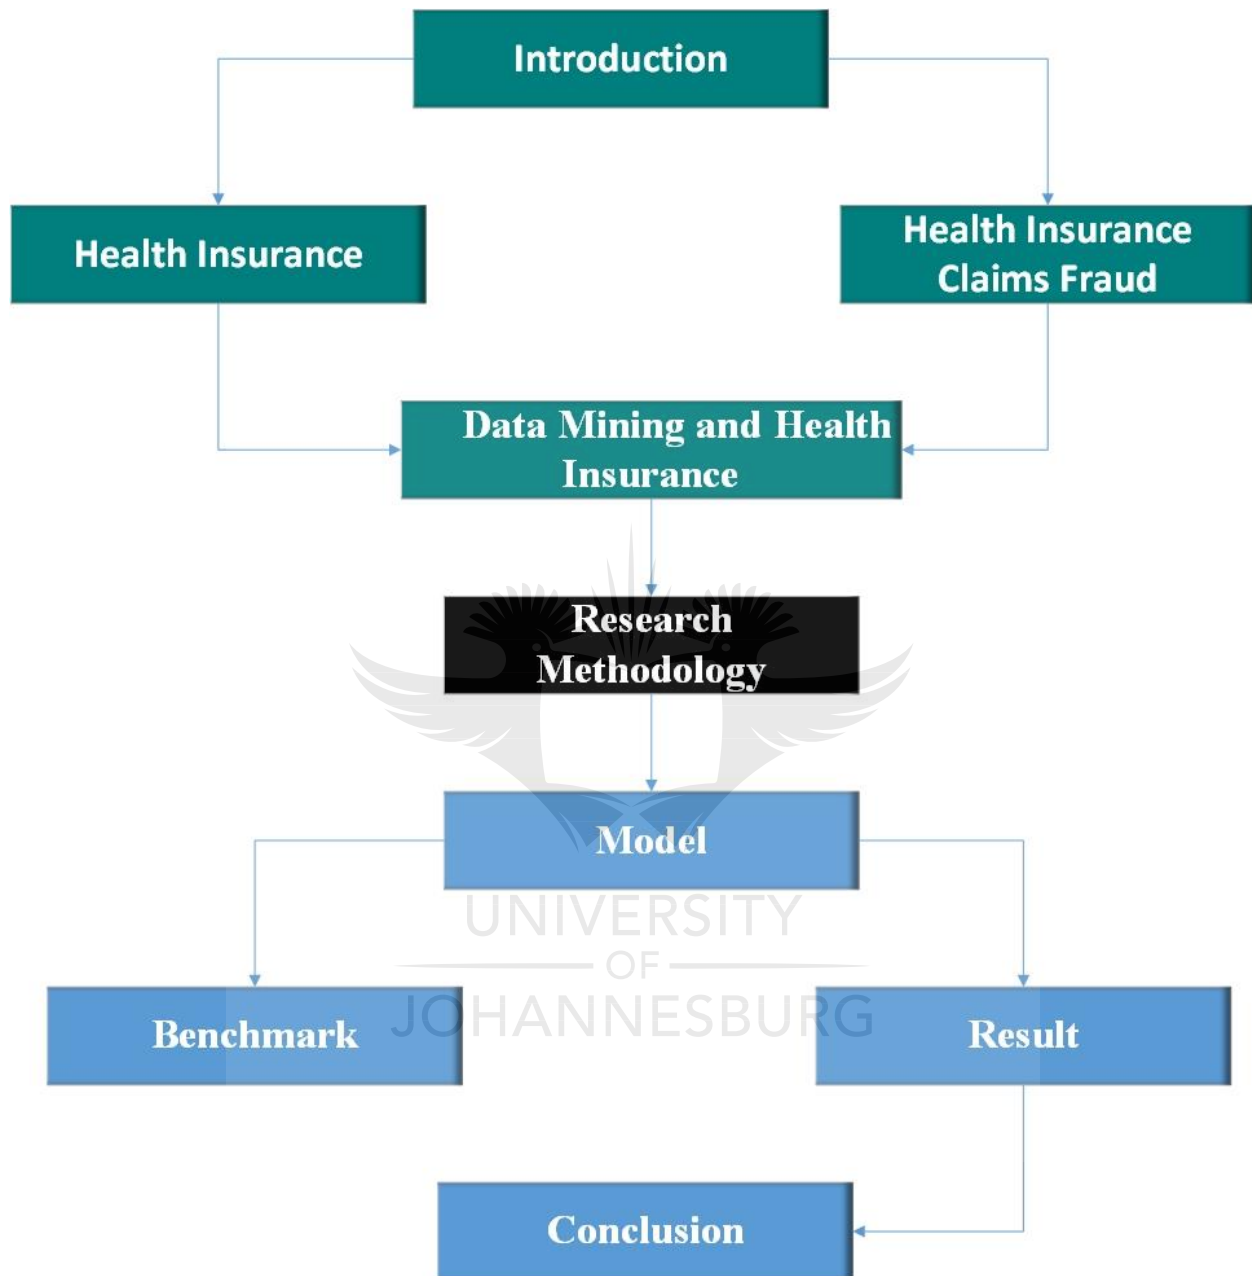 Introduction
Health Insurance
Health Insurance
Claims Fraud
Data Mining and Health
Insurance
Research
Methodology
Model
UNIVERSITY
OF
JOHANNESBURG
Benchmark
Result
Conclusion